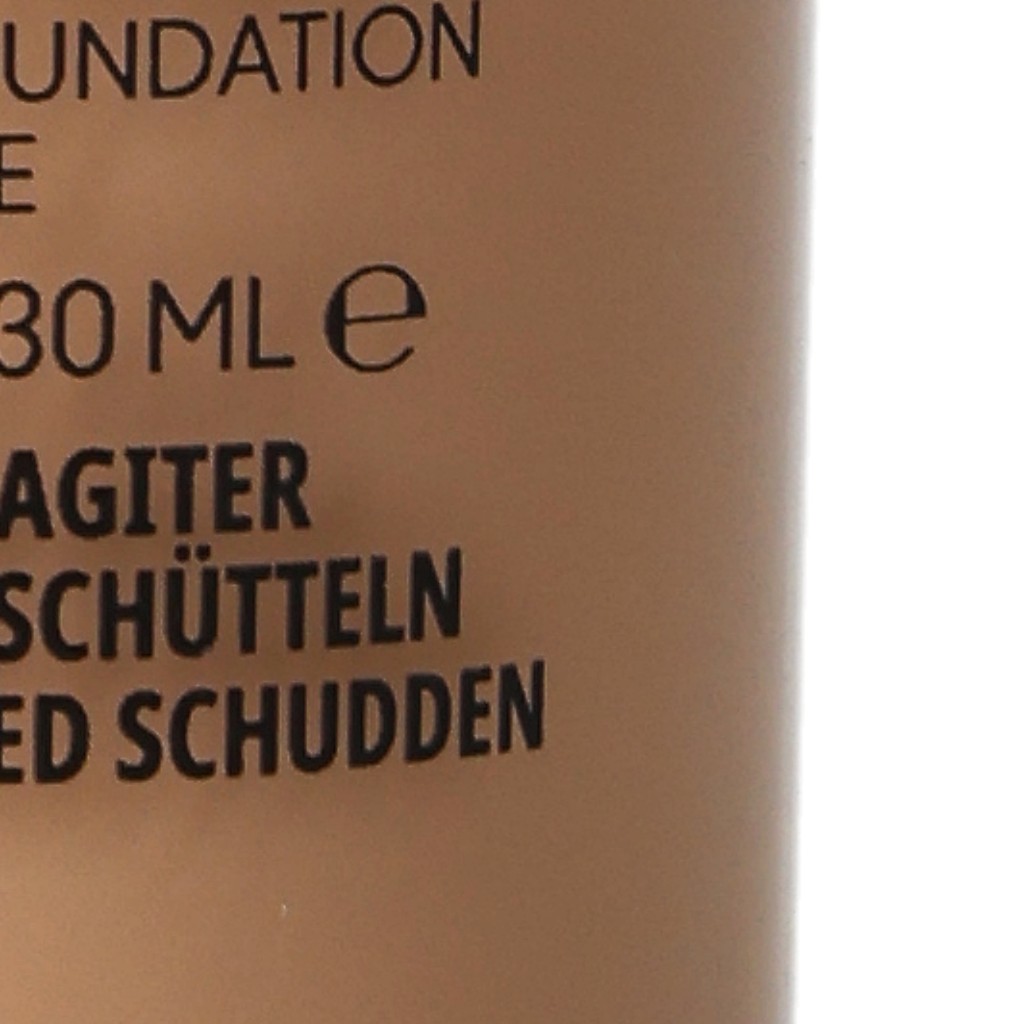 UNDATION
E
30 ML e
AGITER
SCHÜTTELN
ED SCHUDDEN